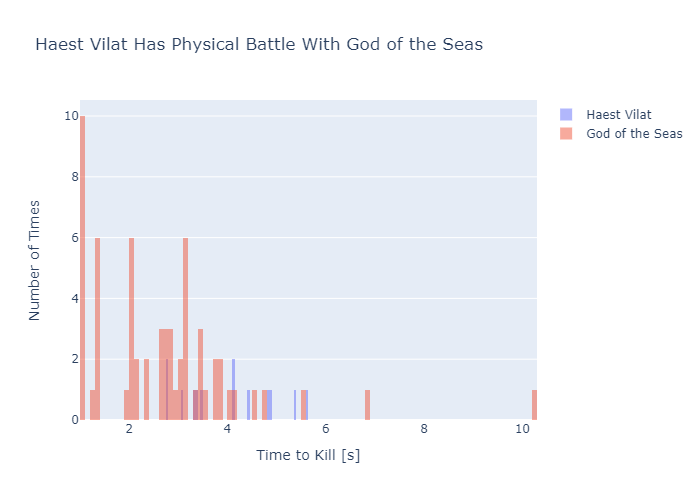 Haest Vilat Has Physical Battle With God of the Seas
Haest Vilat
God of the Seas
Number of Times
10
8
6
4
2
0
2
4
6
8
10
Time to Kill [s]